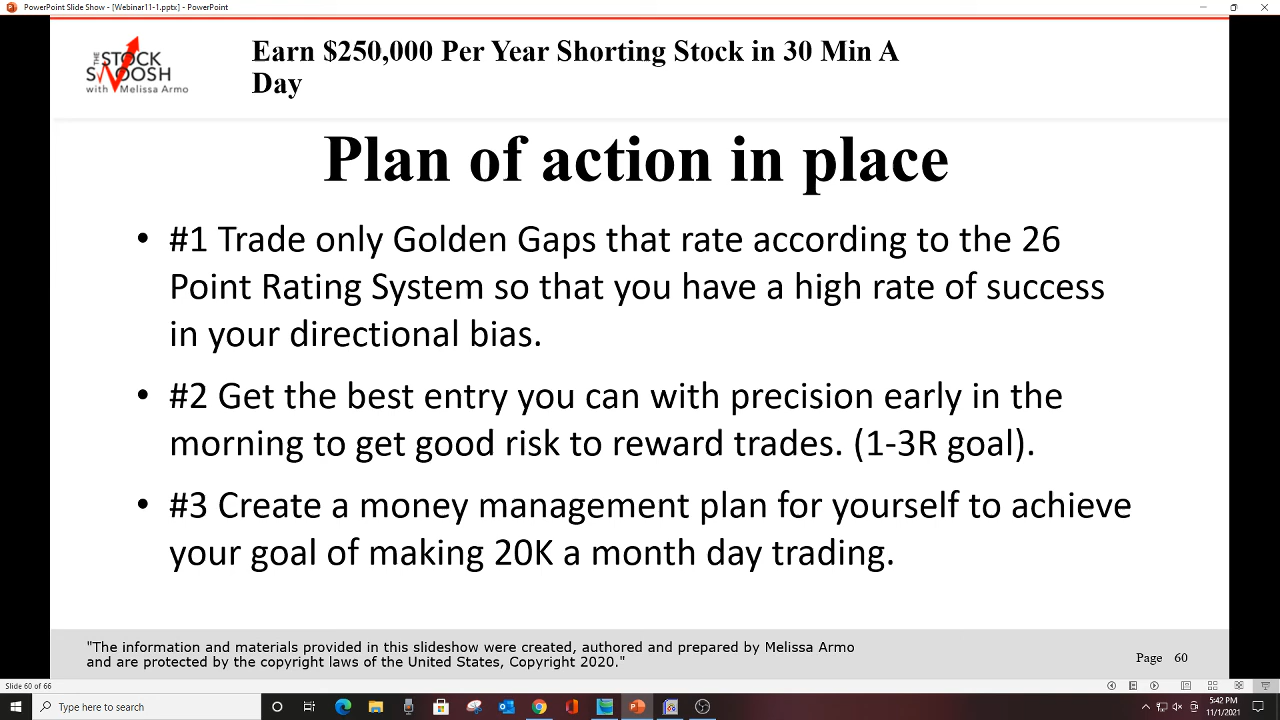 PowerPoint Slide Show - [Webinar11-1.pptx] - PowerPoint
THE STOCK SWOOSH
with Melissa Armo
Earn $250,000 Per Year Shorting Stock in 30 Min A
Day
Plan of action in place
• #1 Trade only Golden Gaps that rate according to the 26
Point Rating System so that you have a high rate of success
in your directional bias.
• #2 Get the best entry you can with precision early in the
morning to get good risk to reward trades. (1-3R goal).
• #3 Create a money management plan for yourself to achieve
your goal of making 20K a month day trading.
"The information and materials provided in this slideshow were created, authored and prepared by Melissa Armo
and are protected by the copyright laws of the United States, Copyright 2020."
Page 60
Slide 60 of 66
Type here to search
5:42 PM
11/1/2021